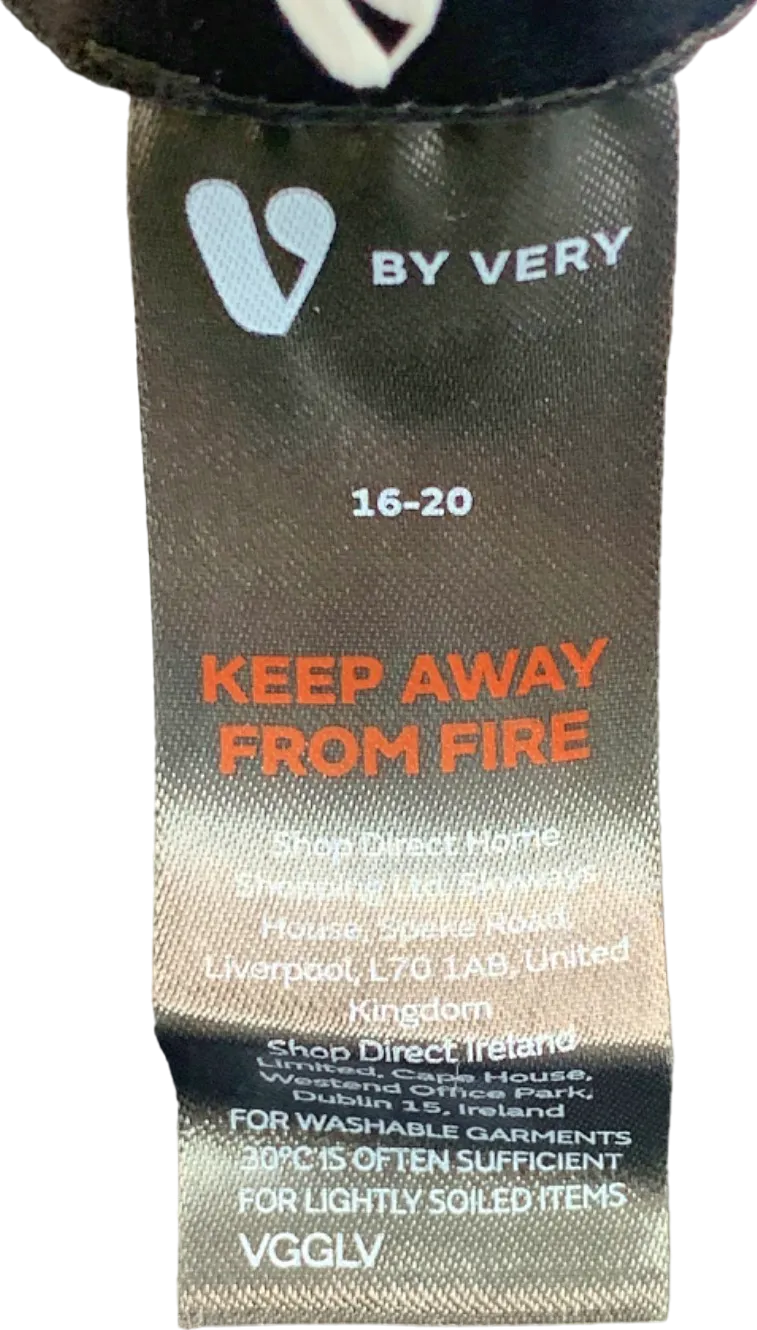 BY VERY
16-20
KEEP AWAY
FROM FIRE
Shop Direct Home
Shopping Ltd, Skyways
House, Speke Road,
Liverpool, L70 1AB, United
Kingdom
Shop Direct Ireland
Limited, Cape House,
Westend Office Park,
Dublin 15, Ireland
FOR WASHABLE GARMENTS
30°C IS OFTEN SUFFICIENT
FOR LIGHTLY SOILED ITEMS
VGGLV